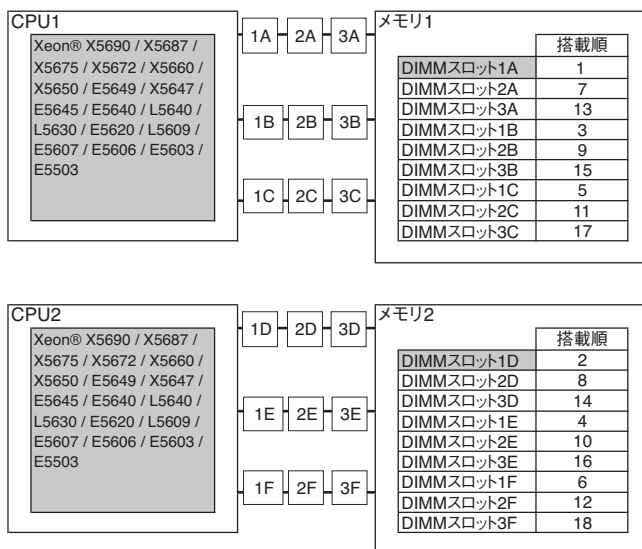 CPU1
Xeon® X5690 / X5687 /
X5675 / X5672 / X5660 /
X5650 / E5649 / X5647 /
E5645 / E5640 / L5640 /
L5630 / E5620 / L5609 /
E5607 / E5606 / E5603 /
E5503
1A 2A 3A
1B 2B 3B
1C 2C 3C
メモリ1
搭載順
DIMMスロット1A 1
DIMMスロット2A 7
DIMMスロット3A 13
DIMMスロット1B 3
DIMMスロット2B 9
DIMMスロット3B 15
DIMMスロット1C 5
DIMMスロット2C 11
DIMMスロット3C 17
CPU2
Xeon® X5690 / X5687 /
X5675 / X5672 / X5660 /
X5650 / E5649 / X5647 /
E5645 / E5640 / L5640 /
L5630 / E5620 / L5609 /
E5607 / E5606 / E5603 /
E5503
1D 2D 3D
1E 2E 3E
1F 2F 3F
メモリ2
搭載順
DIMMスロット1D 2
DIMMスロット2D 8
DIMMスロット3D 14
DIMMスロット1E 4
DIMMスロット2E 10
DIMMスロット3E 16
DIMMスロット1F 6
DIMMスロット2F 12
DIMMスロット3F 18